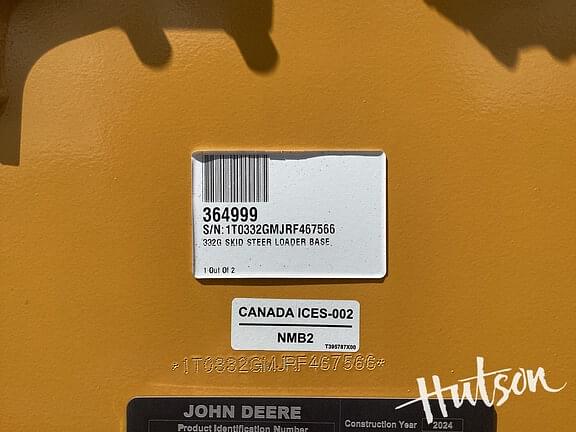 364999
S/N:1T0332GMJRF467566
332G SKID STEER LOADER BASE
1 Out Of 2
CANADA ICES-002
NMB2
T395787X00
*1T0332GMJRF467566*
Hutson
JOHN DEERE
Product Identification Number
Construction Year 2024